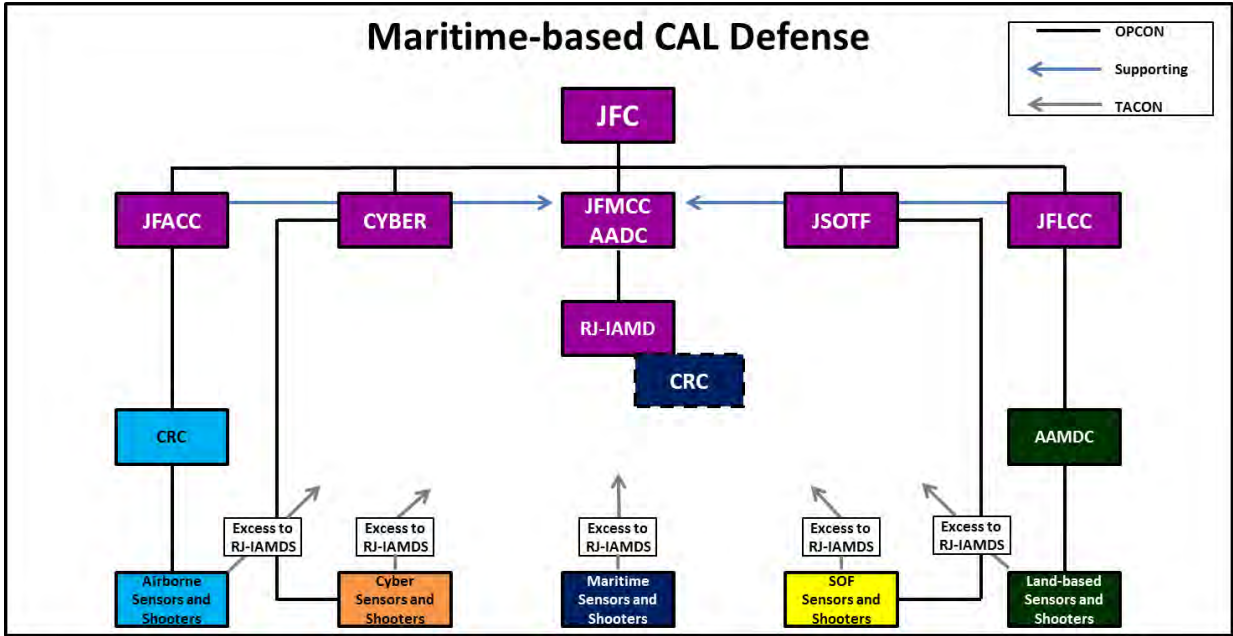 Maritime-based CAL Defense
OPCON
Supporting
TACON
JFC
JFACC
CYBER
JFMCC
AADC
JSOTF
JFLCC
RJ-IAMD
CRC
CRC
AAMDC
Excess to
RJ-IAMDS
Excess to
RJ-IAMDS
Excess to
RJ-IAMDS
Excess to
RJ-IAMDS
Excess to
RJ-IAMDS
Airborne
Sensors and
Shooters
Cyber
Sensors and
Shooters
Maritime
Sensors and
Shooters
SOF
Sensors and
Shooters
Land-based
Sensors and
Shooters